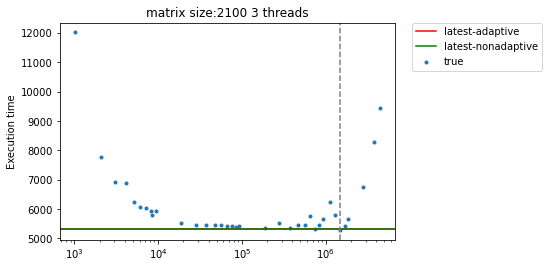 matrix size:2100 3 threads
Execution time
12000
11000
10000
9000
8000
7000
6000
5000
10³
10⁴
10⁵
10⁶
latest-adaptive
latest-nonadaptive
true